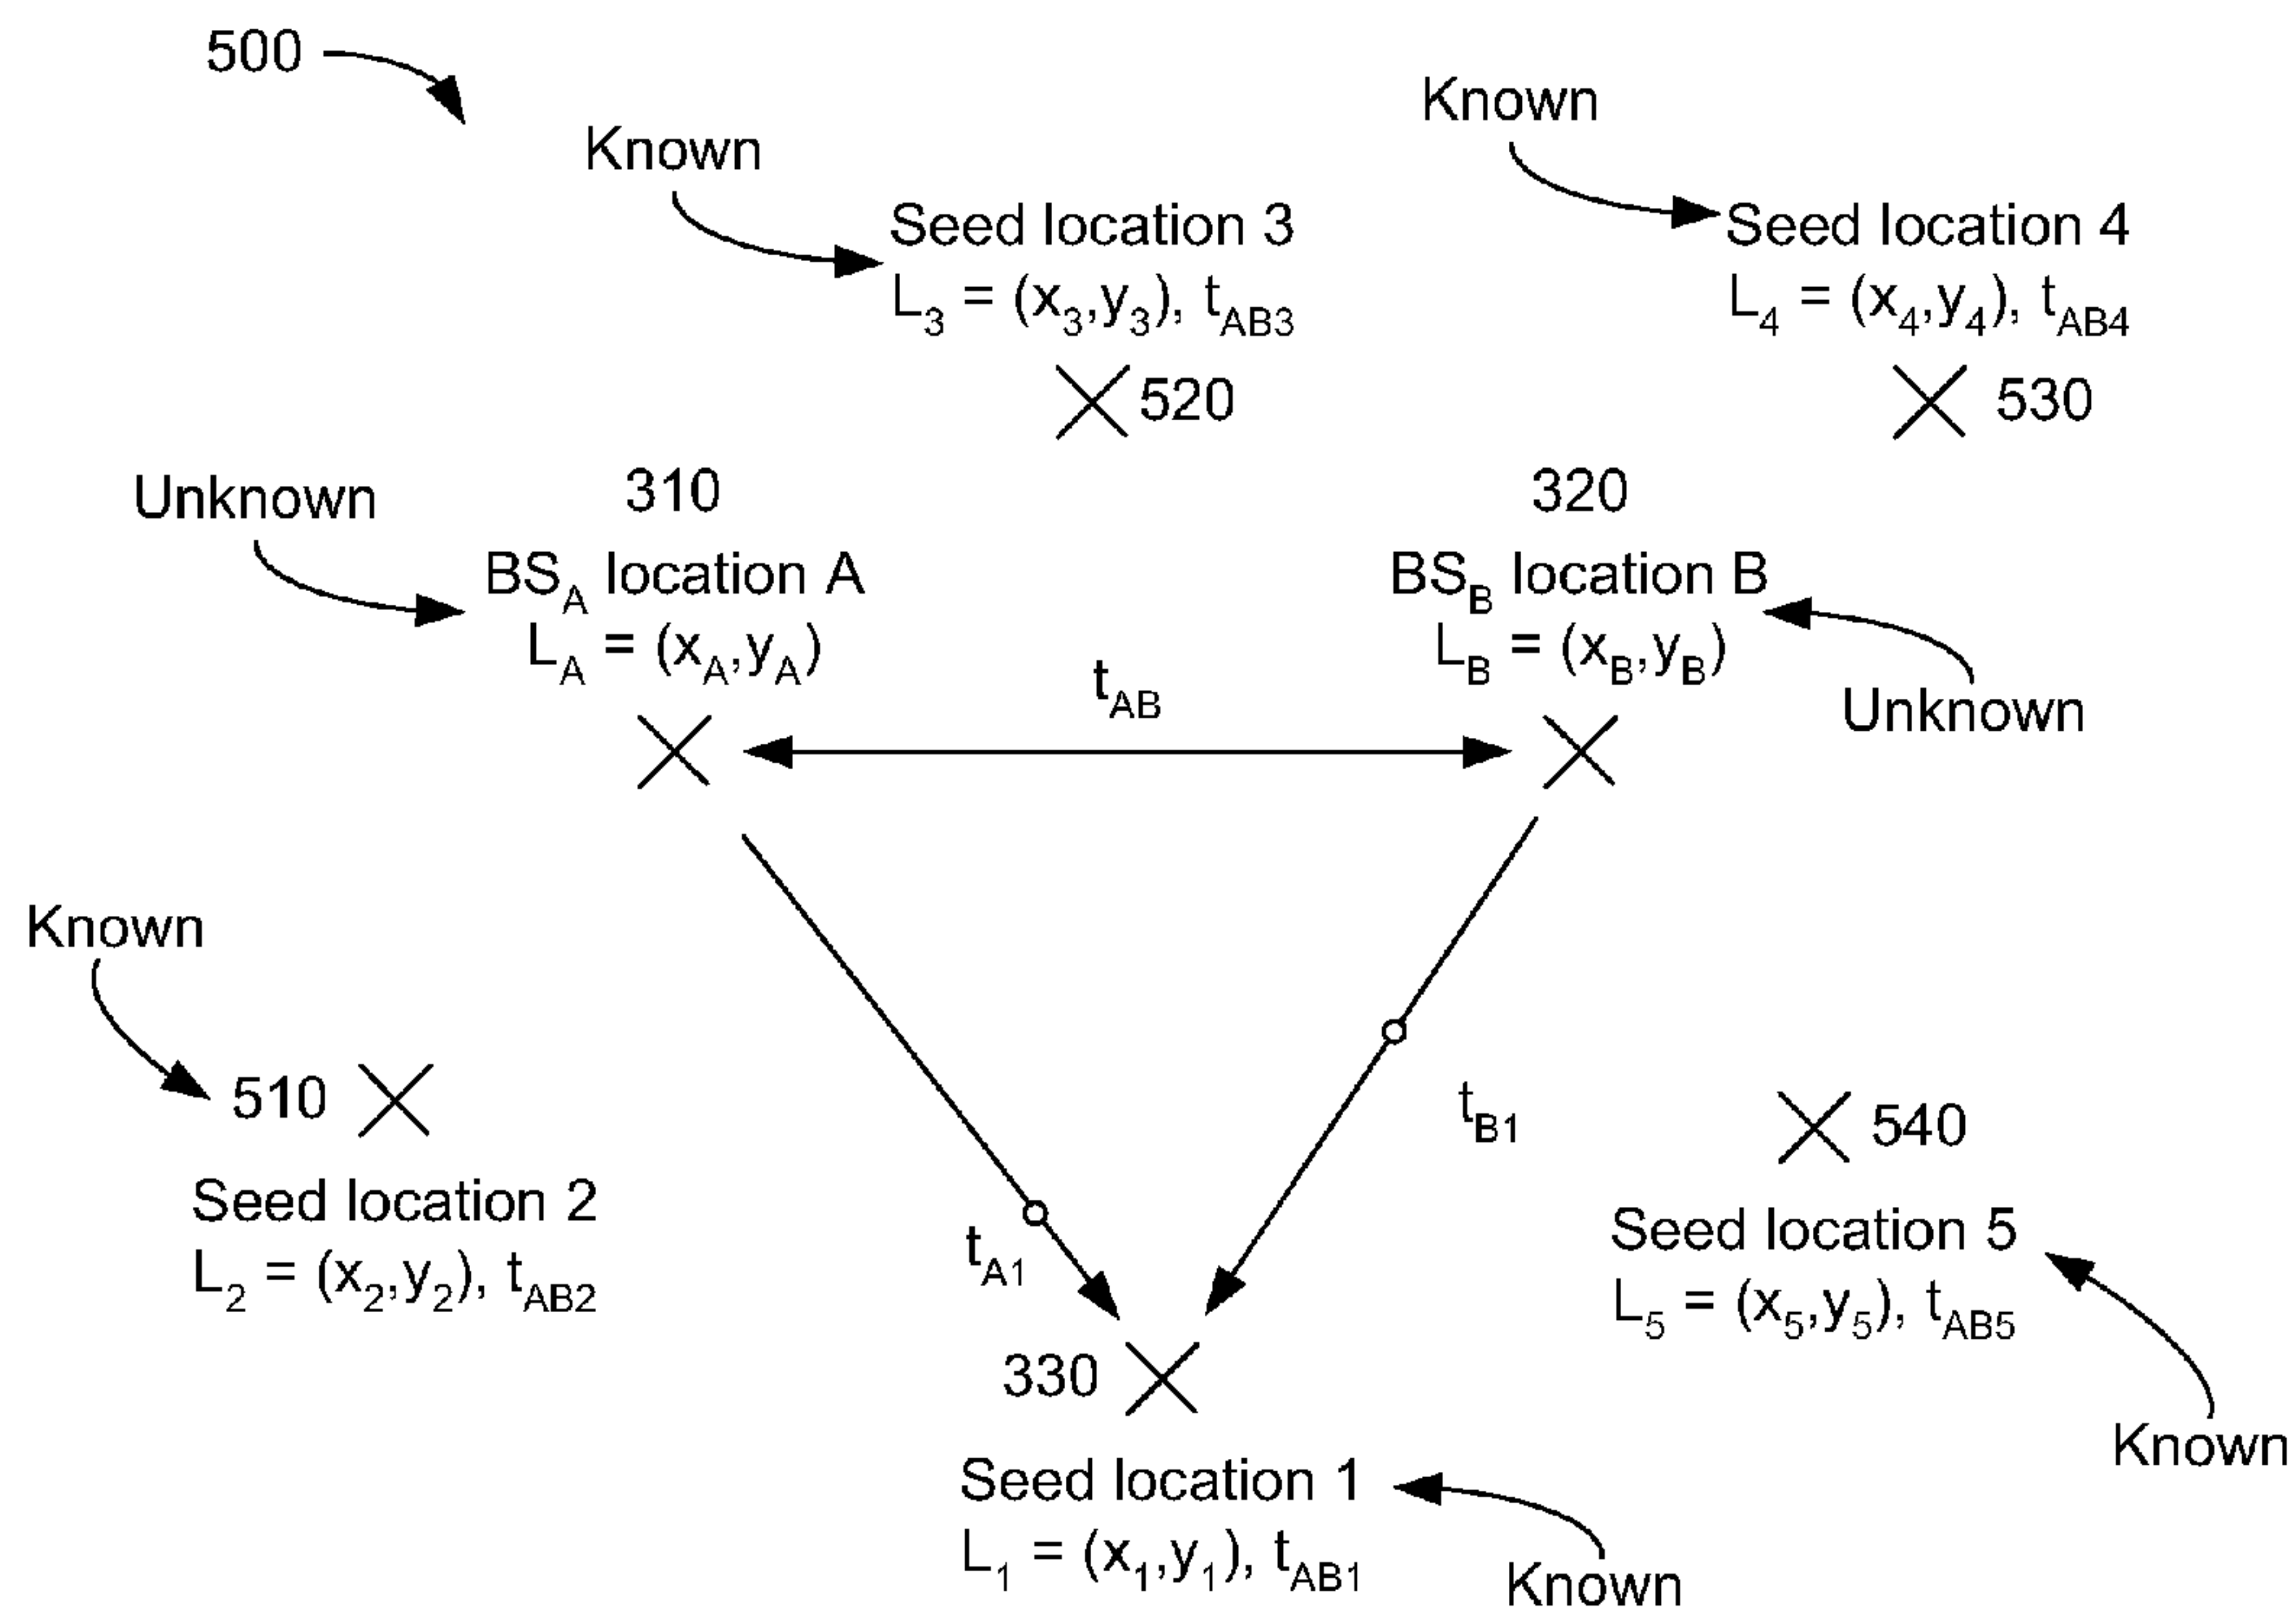 500
Known
Known
Seed location 3
L3 = (x3,y3), tAB3
520
Seed location 4
L4 = (x4,y4), tAB4
530
Unknown
310
BSA location A
LA = (xA,yA)
320
BSB location B
LB = (xB,yB)
Unknown
tAB
Known
510
Seed location 2
L2 = (x2,y2), tAB2
tA1
tB1
540
Seed location 5
L5 = (x5,y5), tAB5
Known
330
Seed location 1
L1 = (x1,y1), tAB1
Known